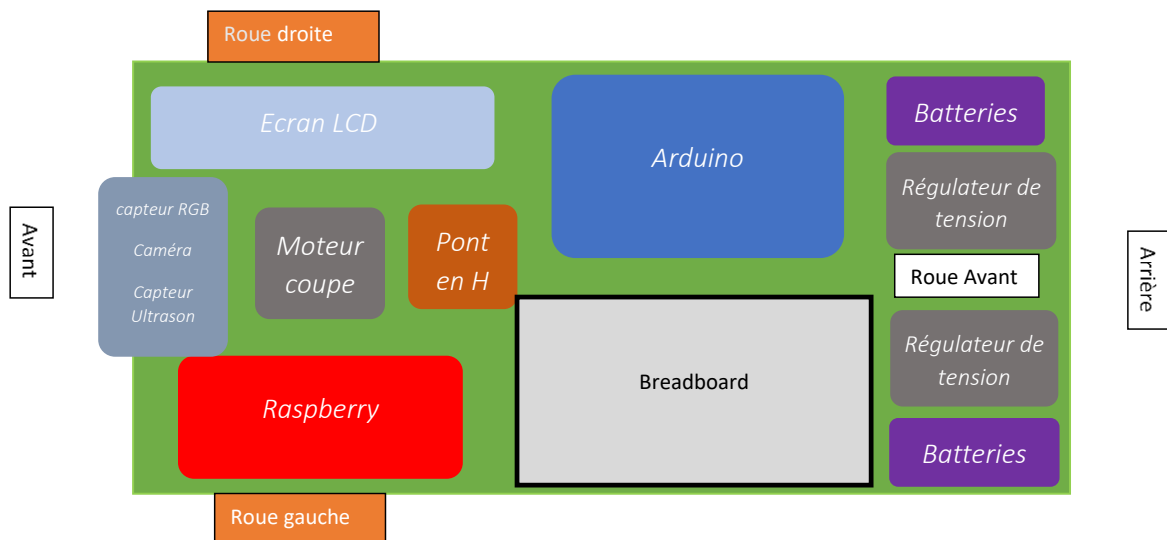 Roue droite
Ecran LCD
Arduino
Batteries
Régulateur de
tension
Avant
capteur RGB
Caméra
Capteur
Ultrason
Moteur
coupe
Pont
en H
Roue Avant
Arrière
Régulateur de
tension
Raspberry
Breadboard
Batteries
Roue gauche